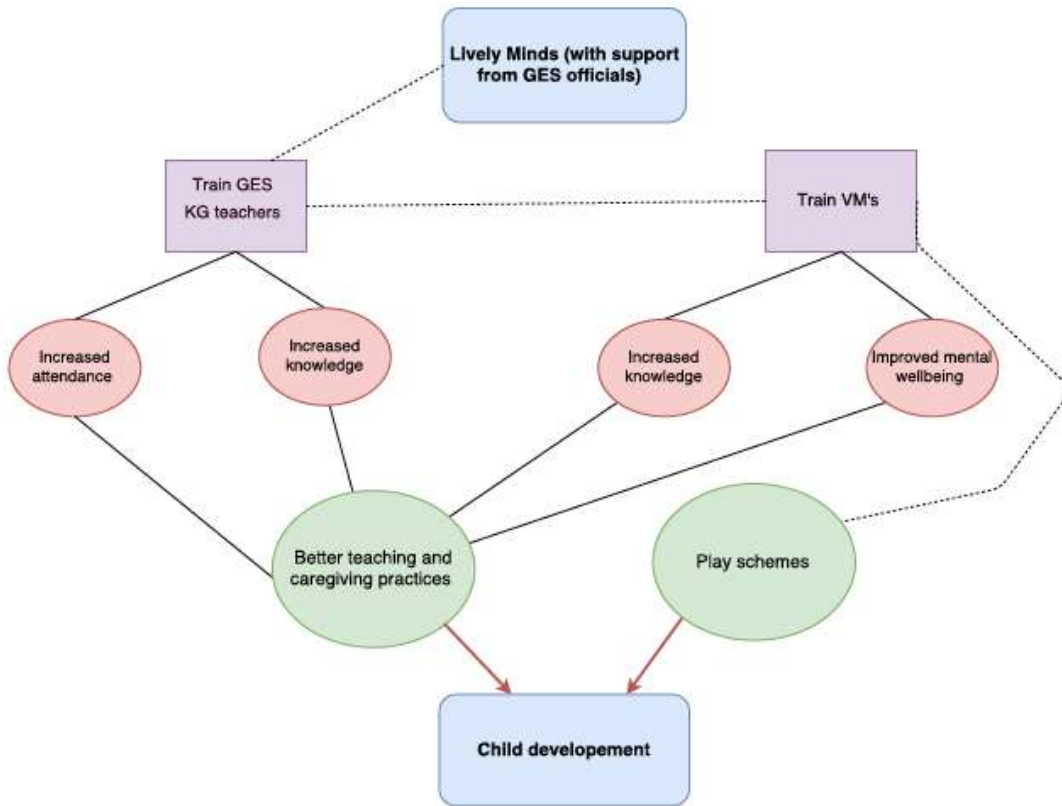 Lively Minds (with support
from GES officials)
Train GES
KG teachers
Train VM's
Increased
attendance
Increased
knowledge
Increased
knowledge
Improved mental
wellbeing
Better teaching and
caregiving practices
Play schemes
Child developement